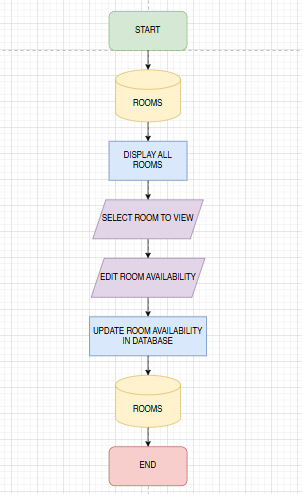 START
ROOMS
DISPLAY ALL
ROOMS
SELECT ROOM TO VIEW
EDIT ROOM AVAILABILITY
UPDATE ROOM AVAILABILITY
IN DATABASE
ROOMS
END